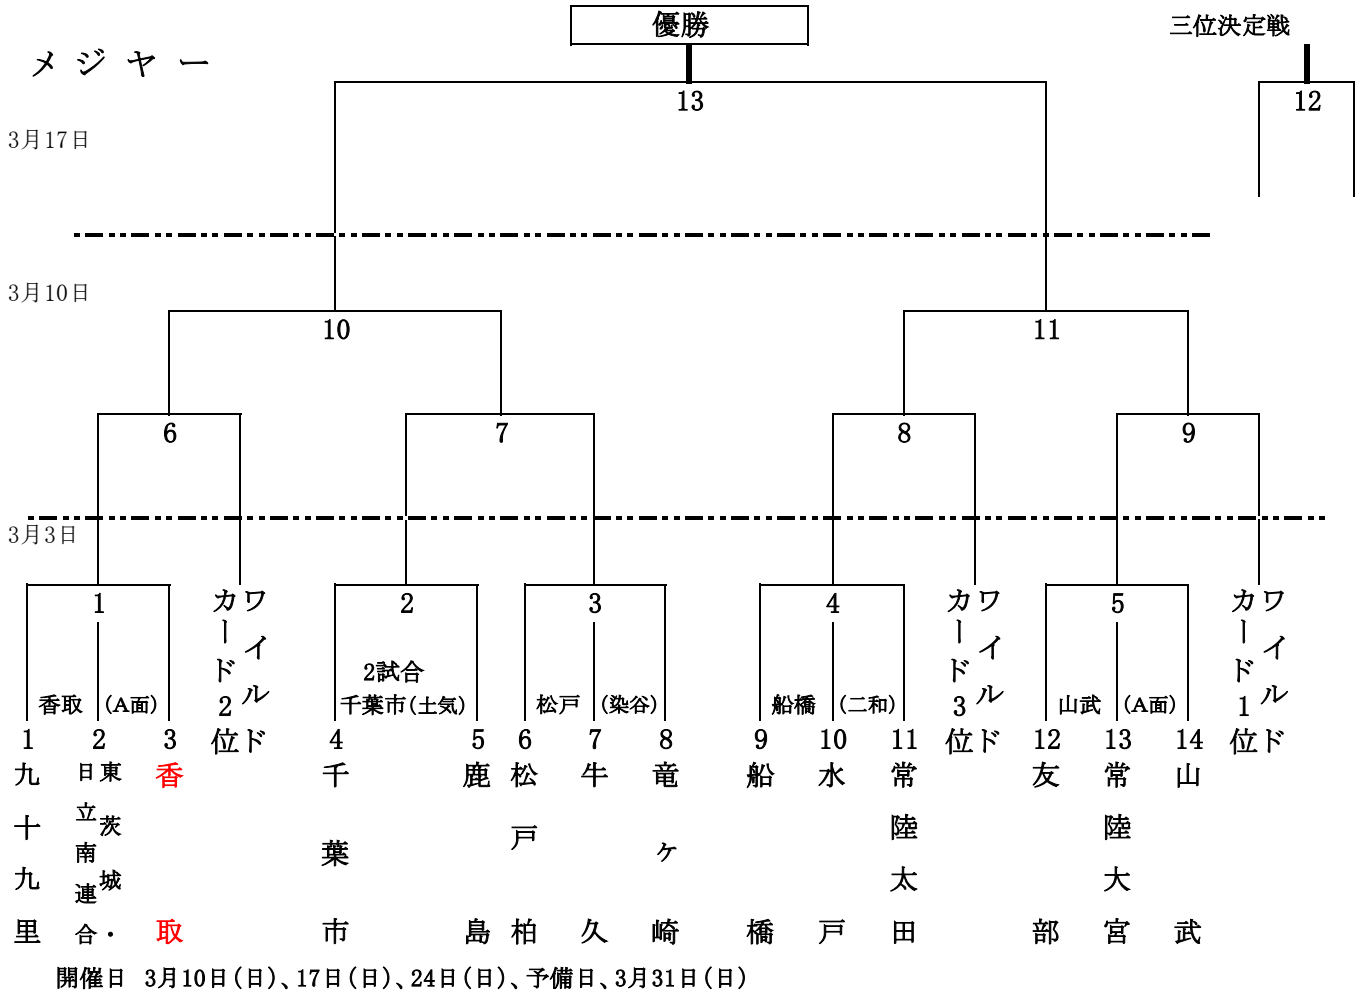 優勝
三位決定戦
メジャー
13
12
3月17日
3月10日
10
11
6
7
8
9
3月3日
1
2
3
4
5
ワイルドカード2位
ワイルドカード3位
ワイルドカード1位
2試合
香取 (A面)
千葉市(土気)
松戸 (染谷)
船橋 (二和)
山武 (A面)
1 九十九里
2 東茨城・日立南連合
3 香取
4 千葉市
5 鹿島
6 松戸柏
7 牛久
8 竜ヶ崎
9 船橋
10 水戸
11 常陸太田
12 友部
13 常陸大宮
14 山武
開催日 3月10日(日)、17日(日)、24日(日)、予備日、3月31日(日)